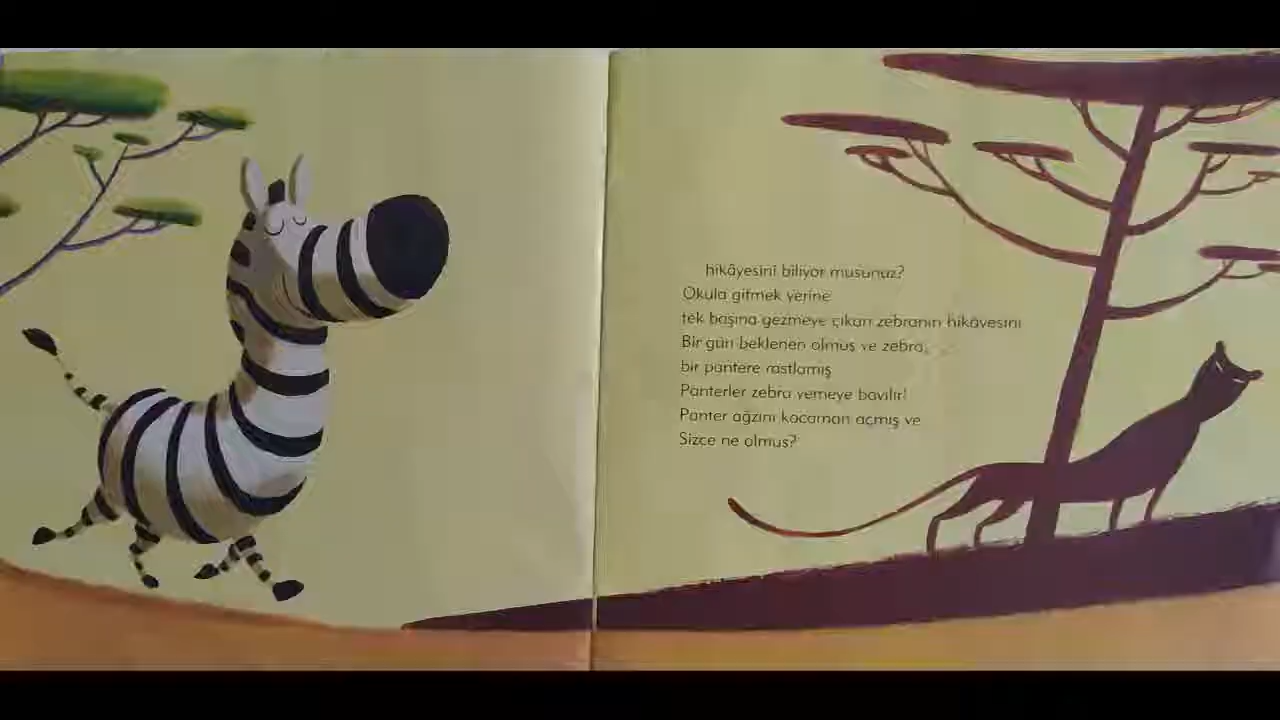 hikâyesini biliyor musunuz?
Okula gitmek yerine
tek başına gezmeye çıkan zebranın hikâyesini
Bir gün beklenen olmuş ve zebra,
bir pantere rastlamış
Panterler zebra yemeye bayılır!
Panter ağzını kocaman açmış ve
Sizce ne olmuş?